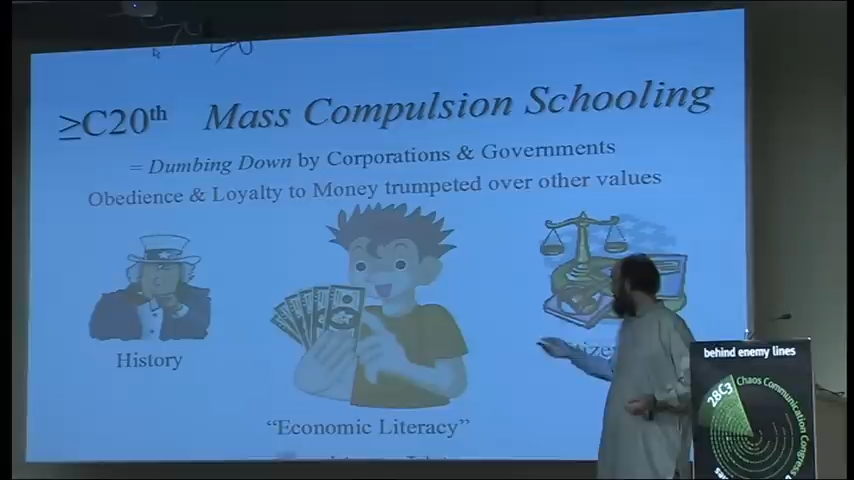 ≥C20th Mass Compulsion Schooling
= Dumbing Down by Corporations & Governments
Obedience & Loyalty to Money trumpeted over other values
History
"Economic Literacy"
behind enemy lines
28C3
Chaos Communication Congress